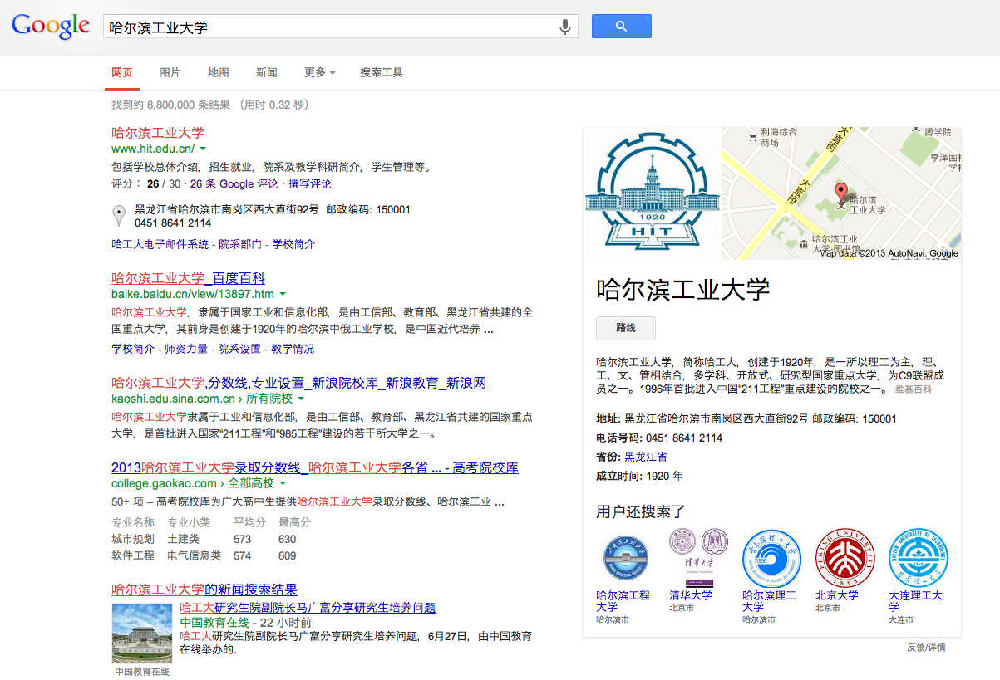 Google
哈尔滨工业大学
网页 图片 地图 新闻 更多 搜索工具
找到约 8,800,000 条结果 （用时 0.32 秒）
哈尔滨工业大学
www.hit.edu.cn/
包括学校总体介绍，招生就业，院系及教学科研简介，学生管理等。
评分： 26 / 30 · 26 条 Google 评论 · 撰写评论
黑龙江省哈尔滨市南岗区西大直街92号 邮政编码: 150001
0451 8641 2114
哈工大电子邮件系统 - 院系部门 - 学校简介
哈尔滨工业大学_百度百科
baike.baidu.cn/view/13897.htm
哈尔滨工业大学，隶属于国家工业和信息化部，是由工信部、教育部、黑龙江省共建的全
国重点大学，其前身是创建于1920年的哈尔滨中俄工业学校，是中国近代培养 ...
学校简介 - 师资力量 - 院系设置 - 教学情况
哈尔滨工业大学,分数线,专业设置_新浪院校库_新浪教育_新浪网
kaoshi.edu.sina.com.cn › 所有院校
哈尔滨工业大学隶属于工业和信息化部，是由工信部、教育部、黑龙江省共建的国家重点
大学，是首批进入国家“211工程”和“985工程”建设的若干所大学之一。
2013哈尔滨工业大学录取分数线_哈尔滨工业大学各省 ... - 高考院校库
college.gaokao.com › 全部高校
50+ 项 – 高考院校库为广大高中生提供哈尔滨工业大学录取分数线、哈尔滨工业 ...
专业名称 专业小类 平均分 最高分
城市规划 土建类 573 630
软件工程 电气信息类 574 609
哈尔滨工业大学的新闻搜索结果
哈工大研究生院副院长马广富分享研究生培养问题
中国教育在线 - 22 小时前
哈工大研究生院副院长马广富分享研究生培养问题，6月27日，由中国教育
在线举办的.
中国教育在线
1920
HIT
利海综合
商场
大直街
博学院
大直桥
哈尔滨
工业大学
哈尔滨工业
大学-图书馆
Map data ©2013 AutoNavi, Google
哈尔滨工业大学
路线
哈尔滨工业大学，简称哈工大，创建于1920年，是一所以理工为主，理、
工、文、管相结合，多学科、开放式、研究型国家重点大学，为C9联盟成
员之一。1996年首批进入中国“211工程”重点建设的院校之一。 维基百科
地址: 黑龙江省哈尔滨市南岗区西大直街92号 邮政编码: 150001
电话号码: 0451 8641 2114
省份: 黑龙江省
成立时间: 1920 年
用户还搜索了
清华大学
PEKING UNIVERSITY
1898
哈尔滨工程
大学
哈尔滨市
清华大学
北京市
哈尔滨理工
大学
哈尔滨市
北京大学
北京市
大连理工大
学
大连市
反馈/详情